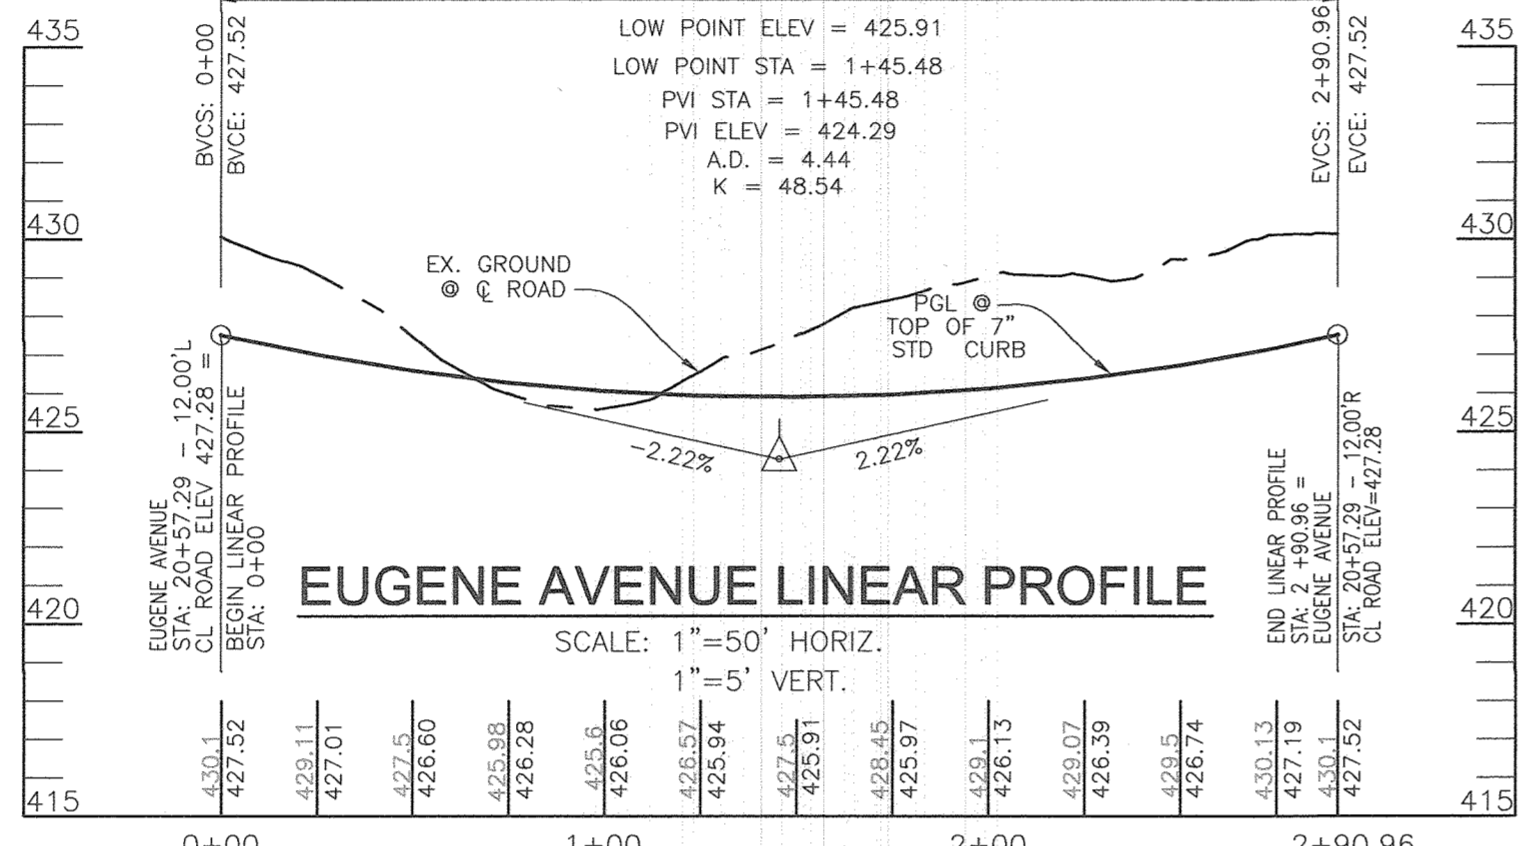 435
435
BVCS: 0+00
BVCE: 427.52
LOW POINT ELEV = 425.91
LOW POINT STA = 1+45.48
PVI STA = 1+45.48
PVI ELEV = 424.29
A.D. = 4.44
K = 48.54
EVCS: 2+90.96
EVCE: 427.52
430
430
EX. GROUND
@ ℄ ROAD
PGL @
TOP OF 7"
STD CURB
425
425
-2.22%
2.22%
EUGENE AVENUE
STA: 20+57.29 - 12.00'L
CL ROAD ELEV 427.28 =
BEGIN LINEAR PROFILE
STA: 0+00
END LINEAR PROFILE
STA: 2 +90.96 =
EUGENE AVENUE
STA: 20+57.29 - 12.00'R
CL ROAD ELEV=427.28
EUGENE AVENUE LINEAR PROFILE
420
420
SCALE: 1"=50' HORIZ.
1"=5' VERT.
430.1
427.52
429.11
427.01
427.5
426.60
425.98
426.28
425.6
426.06
426.57
425.94
427.5
425.91
428.45
425.97
429.1
426.13
429.07
426.39
429.5
426.74
430.13
427.19
430.1
427.52
415
415
0+00
1+00
2+00
2+90.96